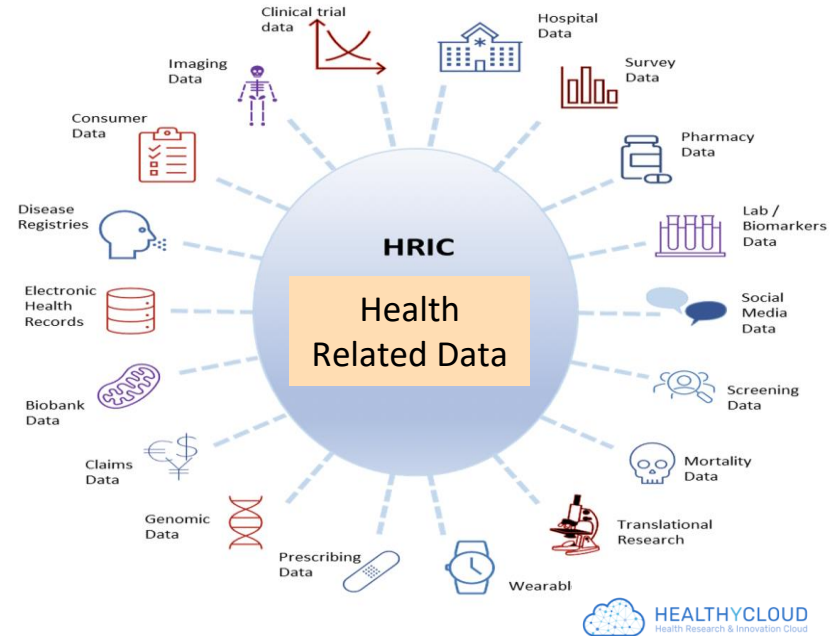 Clinical trial
data
Hospital
Data
Imaging
Data
Survey
Data
Consumer
Data
Pharmacy
Data
Disease
Registries
Lab /
Biomarkers
Data
HRIC
Health
Related Data
Electronic
Health
Records
Social
Media
Data
Biobank
Data
Screening
Data
Claims
Data
Mortality
Data
Genomic
Data
Translational
Research
Prescribing
Data
Wearabl
HEALTHYCLOUD
Health Research & Innovation Cloud